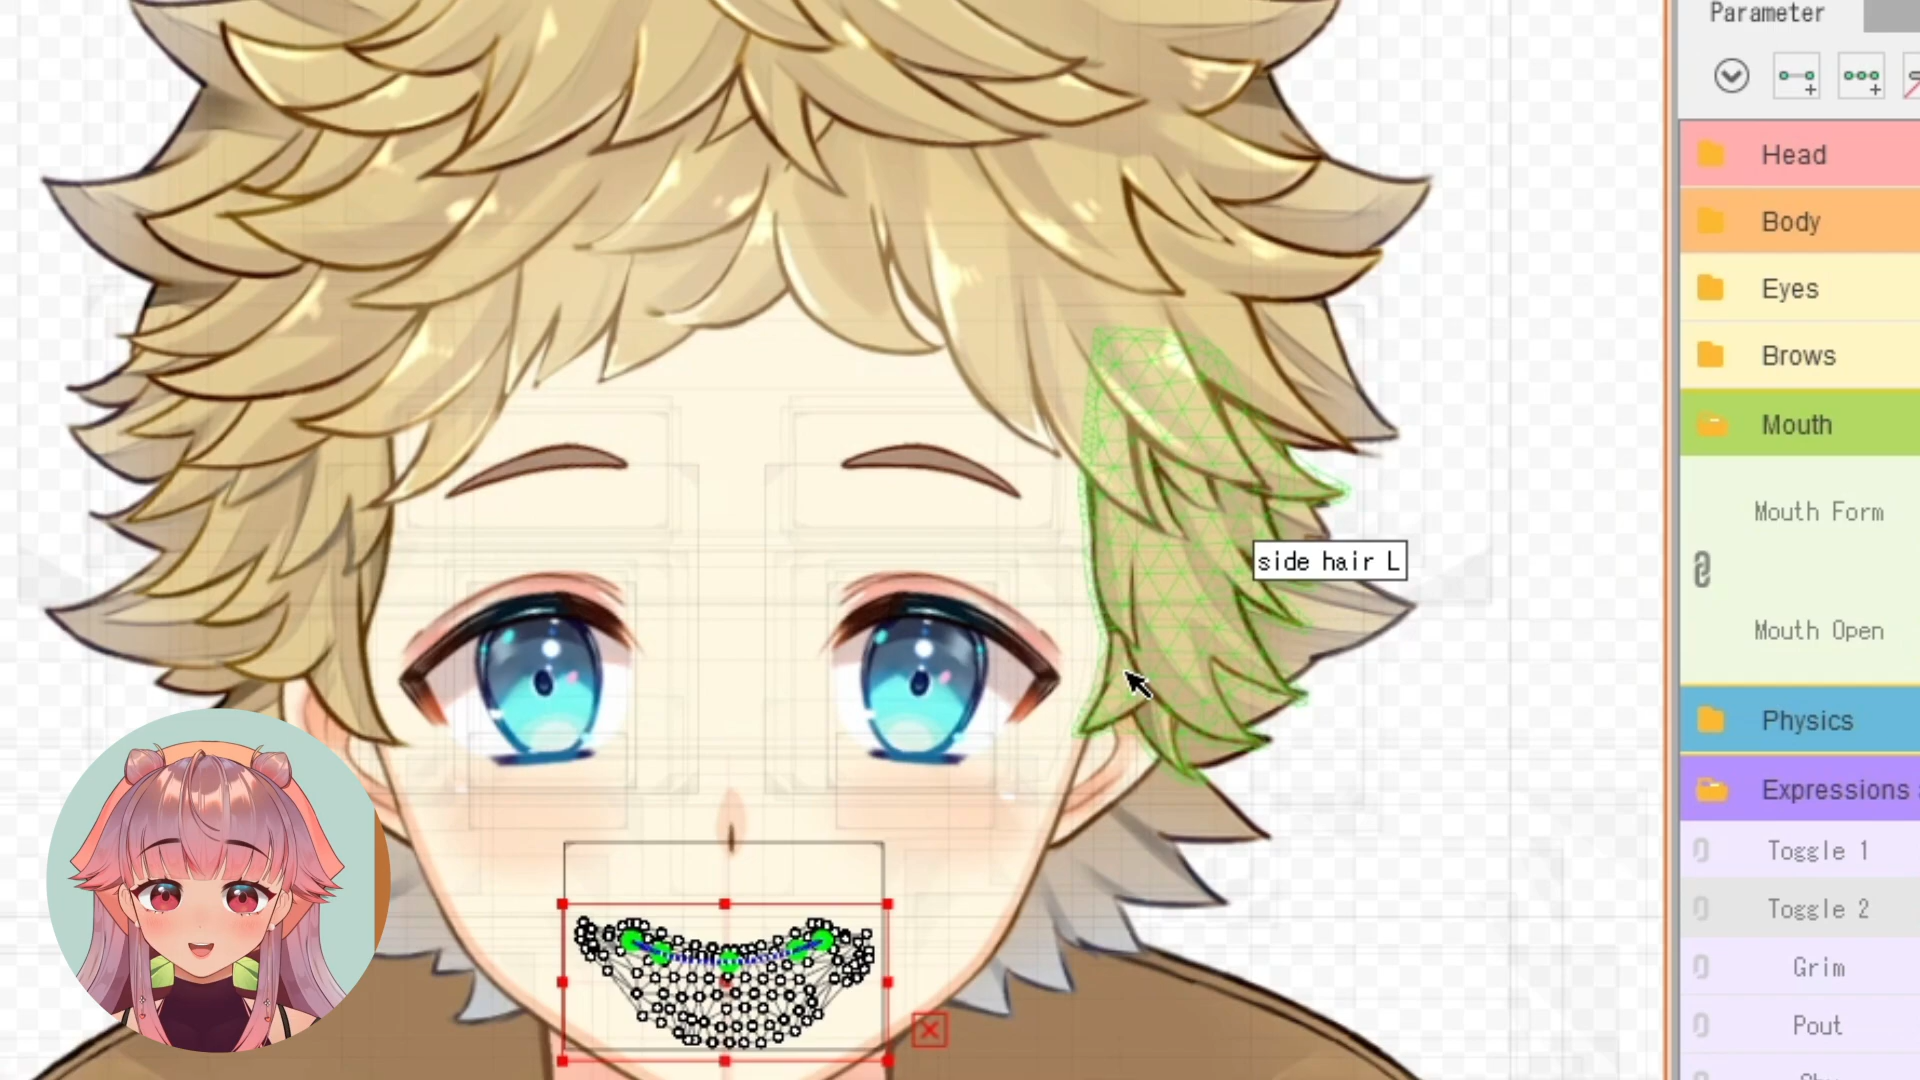 Parameter
Head
Body
Eyes
Brows
Mouth
Mouth Form
side hair L
Mouth Open
Physics
Expressions
Toggle 1
Toggle 2
Grim
Pout